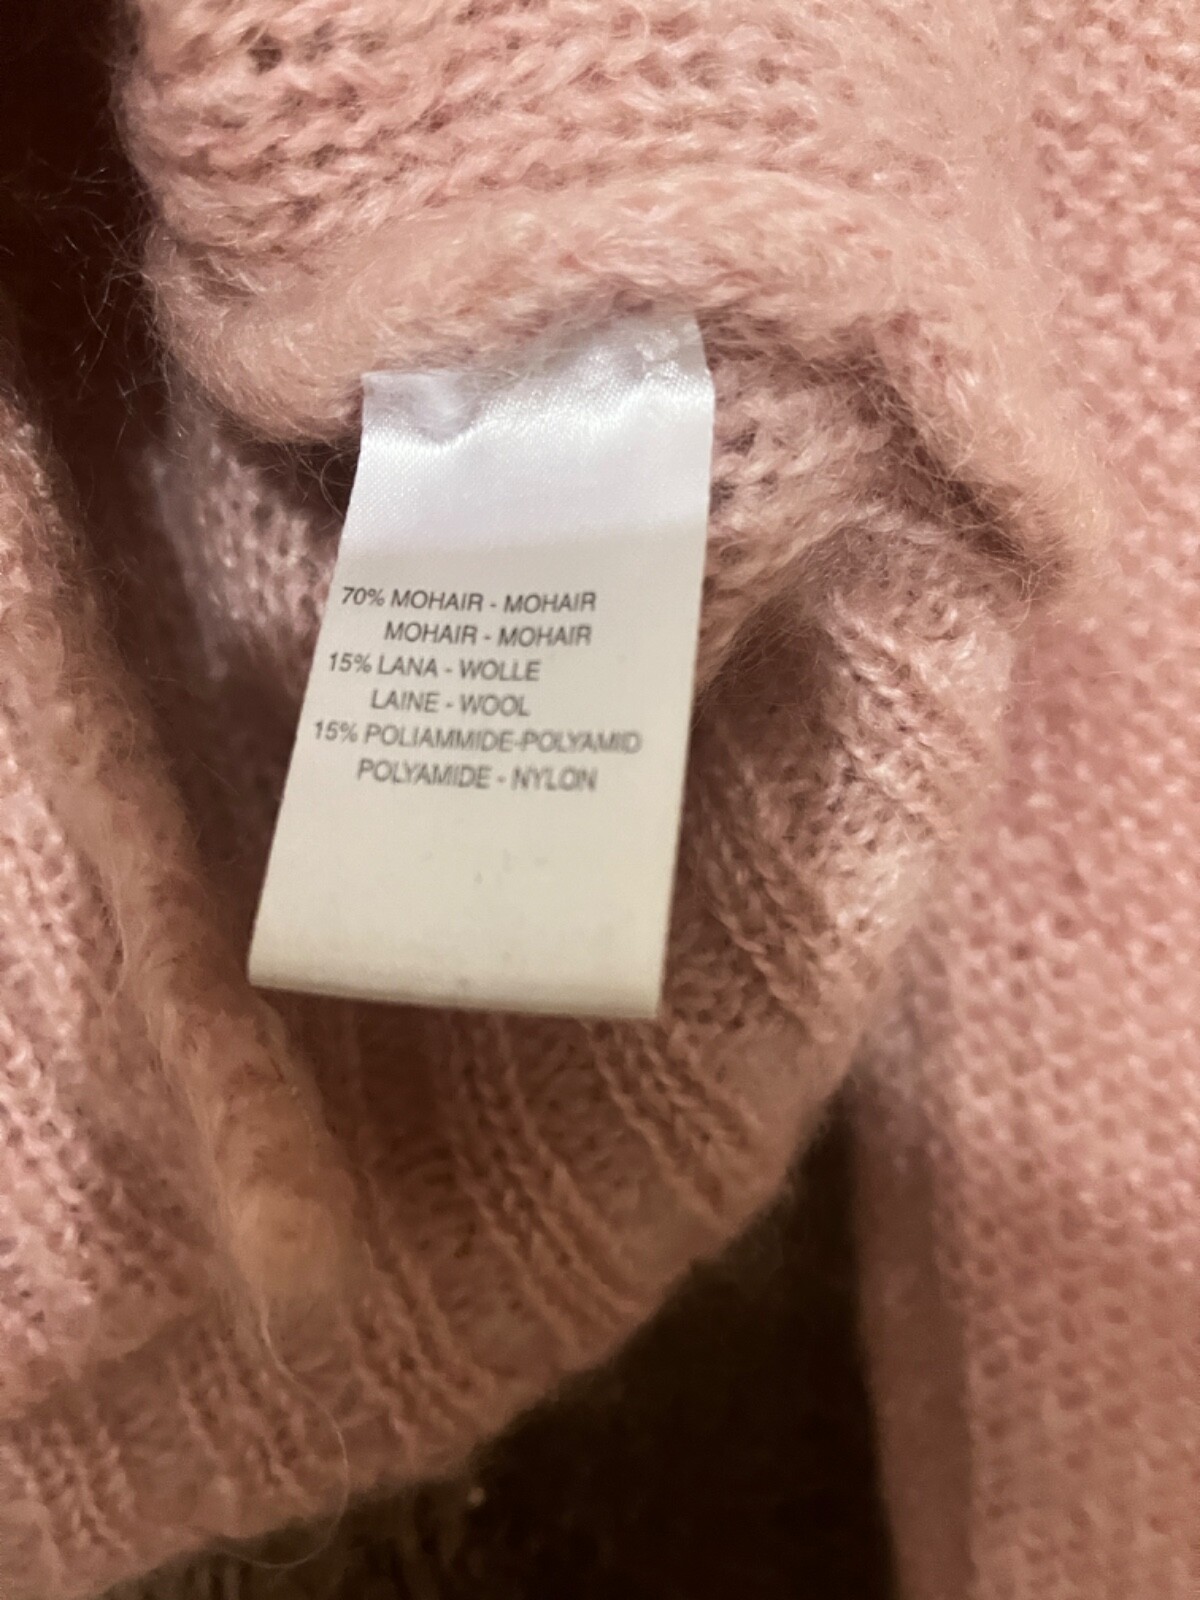 70% MOHAIR - MOHAIR
MOHAIR - MOHAIR
15% LANA - WOLLE
LAINE - WOOL
15% POLIAMMIDE-POLYAMID
POLYAMIDE - NYLON